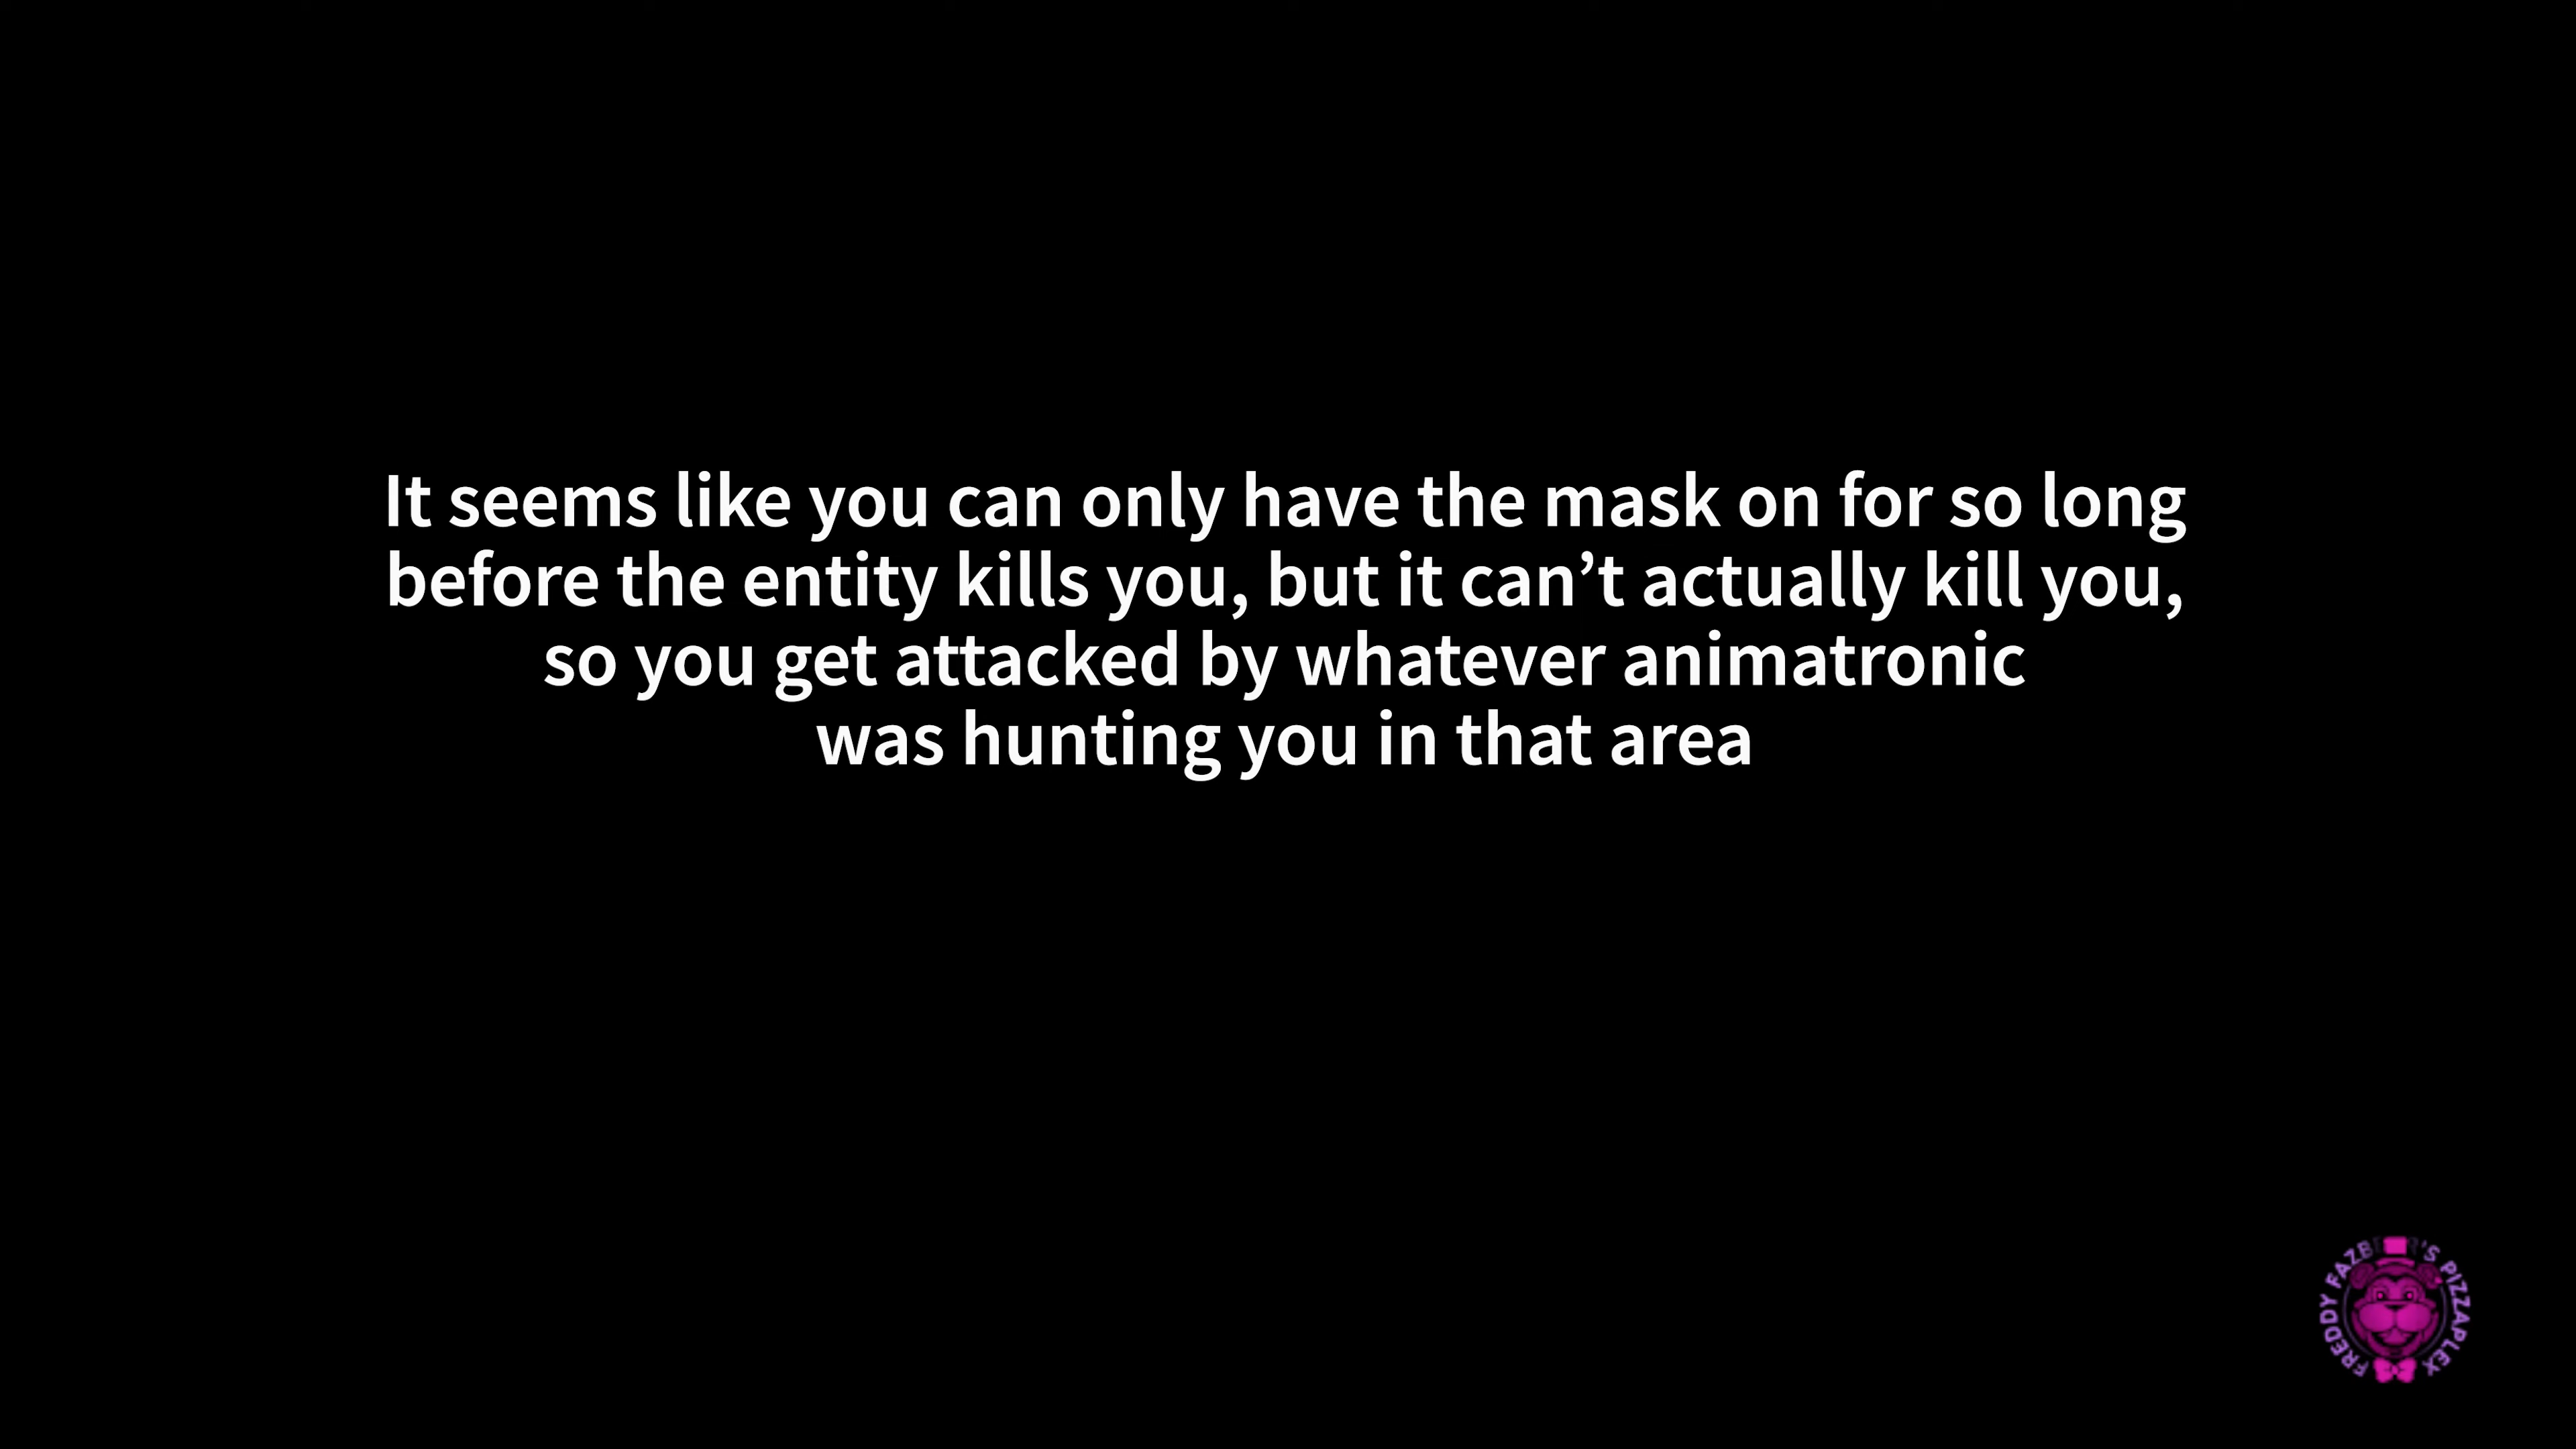 It seems like you can only have the mask on for so long
before the entity kills you, but it can’t actually kill you,
so you get attacked by whatever animatronic
was hunting you in that area
FREDDY FAZBEAR'S PIZZAPLEX